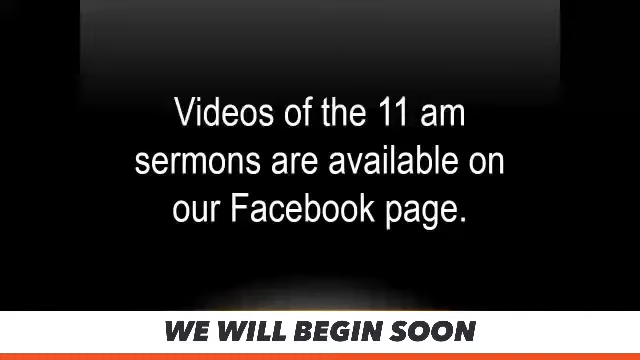 Videos of the 11 am
sermons are available on
our Facebook page.
WE WILL BEGIN SOON